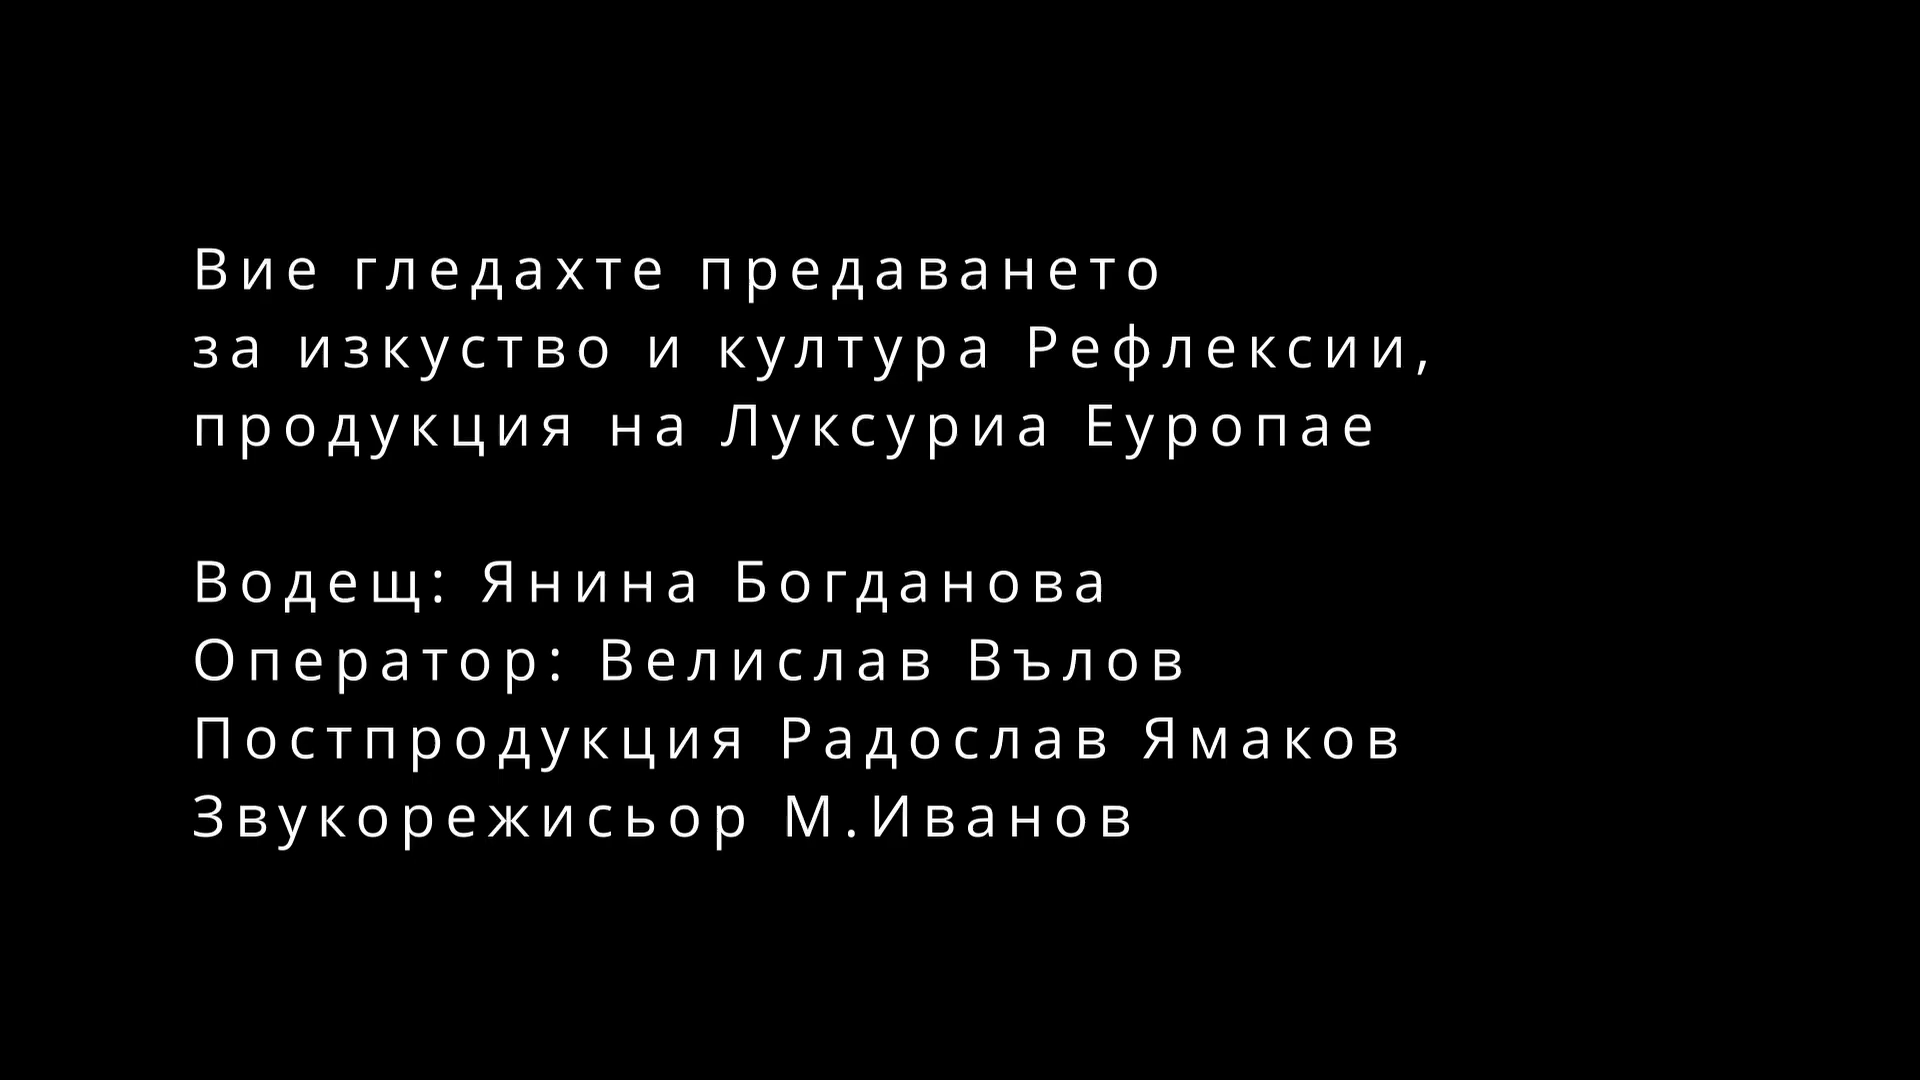 Вие гледахте предаването
за изкуство и култура Рефлексии,
продукция на Луксуриа Еуропае
Водещ: Янина Богданова
Оператор: Велислав Вълов
Постпродукция Радослав Ямаков
Звукорежисьор М.Иванов